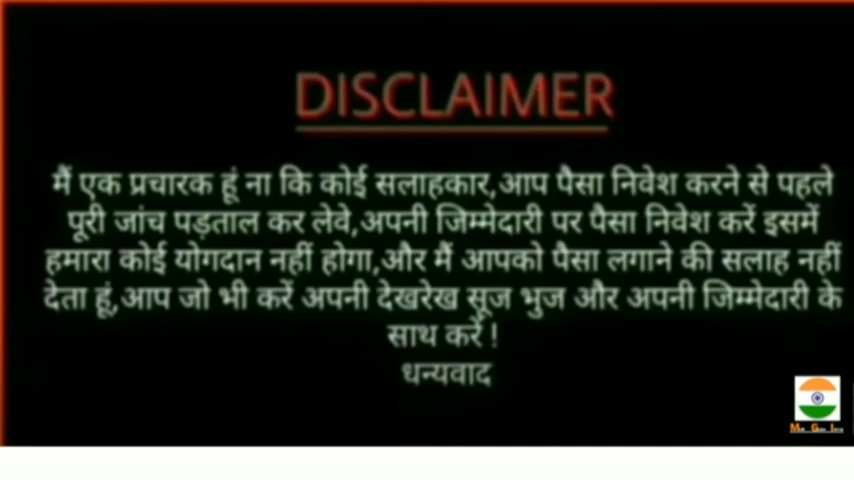 DISCLAIMER
मैं एक प्रचारक हूं ना कि कोई सलाहकार,आप पैसा निवेश करने से पहले
पूरी जांच पड़ताल कर लेवे,अपनी जिम्मेदारी पर पैसा निवेश करें इसमें
हमारा कोई योगदान नहीं होगा,और मैं आपको पैसा लगाने की सलाह नहीं
देता हूं,आप जो भी करें अपनी देखरेख सूज भुज और अपनी जिम्मेदारी के
साथ करें !
धन्यवाद